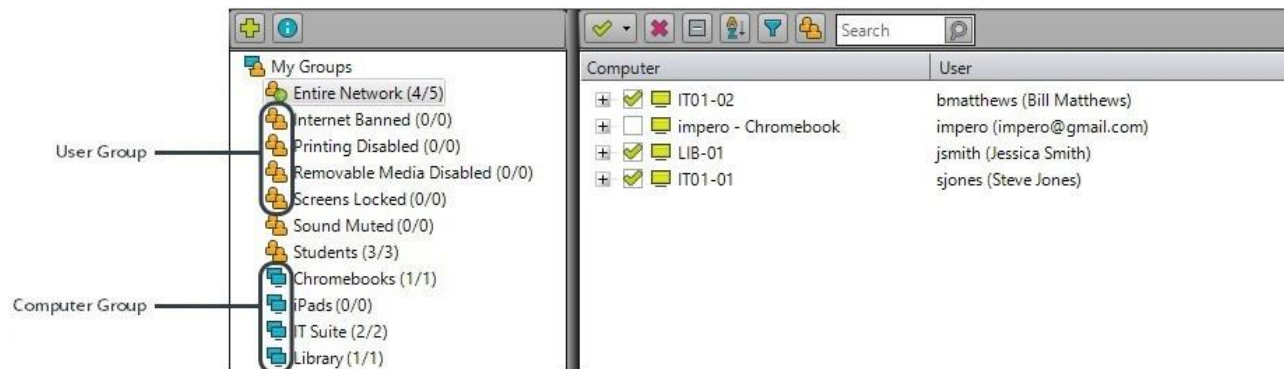 Search
My Groups
Entire Network (4/5)
Internet Banned (0/0)
Printing Disabled (0/0)
Removable Media Disabled (0/0)
Screens Locked (0/0)
Sound Muted (0/0)
Students (3/3)
Chromebooks (1/1)
iPads (0/0)
IT Suite (2/2)
Library (1/1)
User Group
Computer Group
Computer User
IT01-02 bmatthews (Bill Matthews)
impero - Chromebook impero (impero@gmail.com)
LIB-01 jsmith (Jessica Smith)
IT01-01 sjones (Steve Jones)